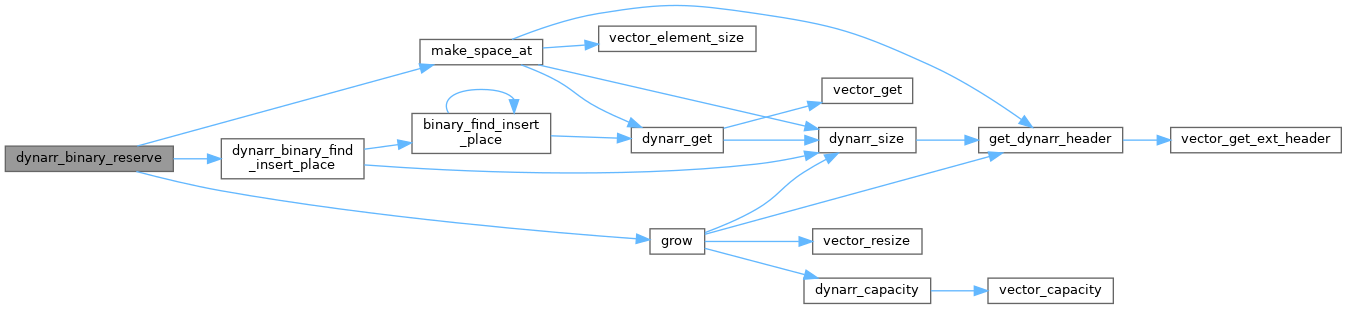 dynarr_binary_reserve
make_space_at
vector_element_size
binary_find_insert
_place
dynarr_binary_find
_insert_place
vector_get
dynarr_get
dynarr_size
get_dynarr_header
vector_get_ext_header
grow
vector_resize
dynarr_capacity
vector_capacity